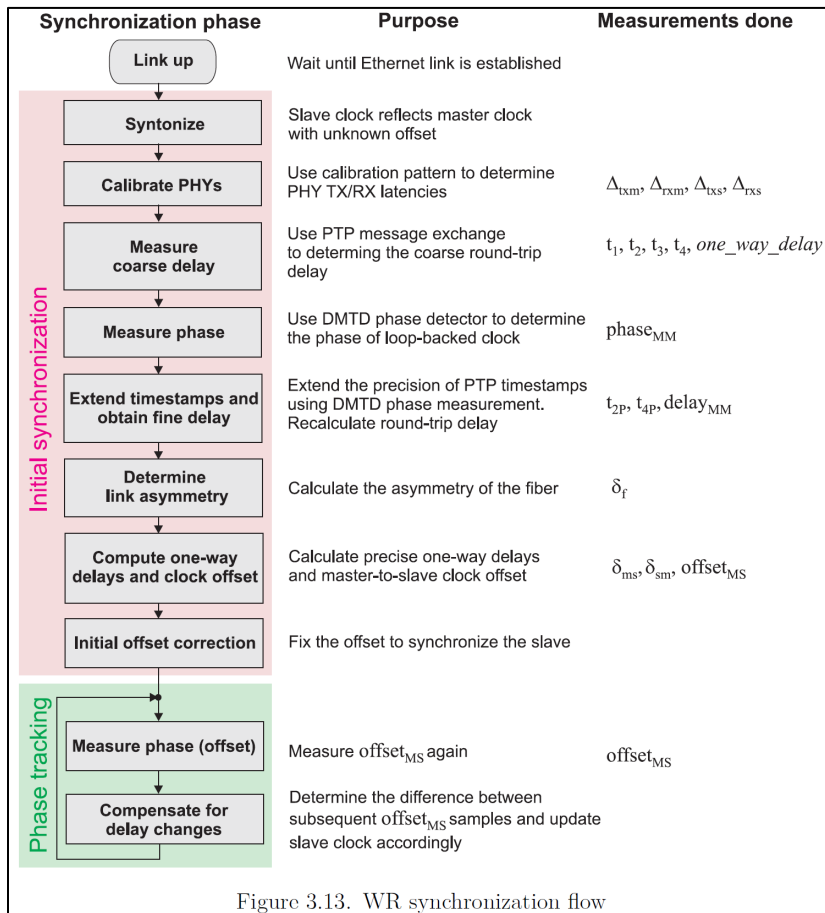 Synchronization phase
Purpose
Measurements done
Link up
Wait until Ethernet link is established
Initial synchronization
Syntonize
Slave clock reflects master clock
with unknown offset
Calibrate PHYs
Use calibration pattern to determine
PHY TX/RX latencies
Δtxm, Δrxm, Δtxs, Δrxs
Measure
coarse delay
Use PTP message exchange
to determing the coarse round-trip
delay
t1, t2, t3, t4, one_way_delay
Measure phase
Use DMTD phase detector to determine
the phase of loop-backed clock
phaseMM
Extend timestamps and
obtain fine delay
Extend the precision of PTP timestamps
using DMTD phase measurement.
Recalculate round-trip delay
t2P, t4P, delayMM
Determine
link asymmetry
Calculate the asymmetry of the fiber
δf
Compute one-way
delays and clock offset
Calculate precise one-way delays
and master-to-slave clock offset
δms, δsm, offsetMS
Initial offset correction
Fix the offset to synchronize the slave
Phase tracking
Measure phase (offset)
Measure offsetMS again
offsetMS
Compensate for
delay changes
Determine the difference between
subsequent offsetMS samples and update
slave clock accordingly
Figure 3.13. WR synchronization flow